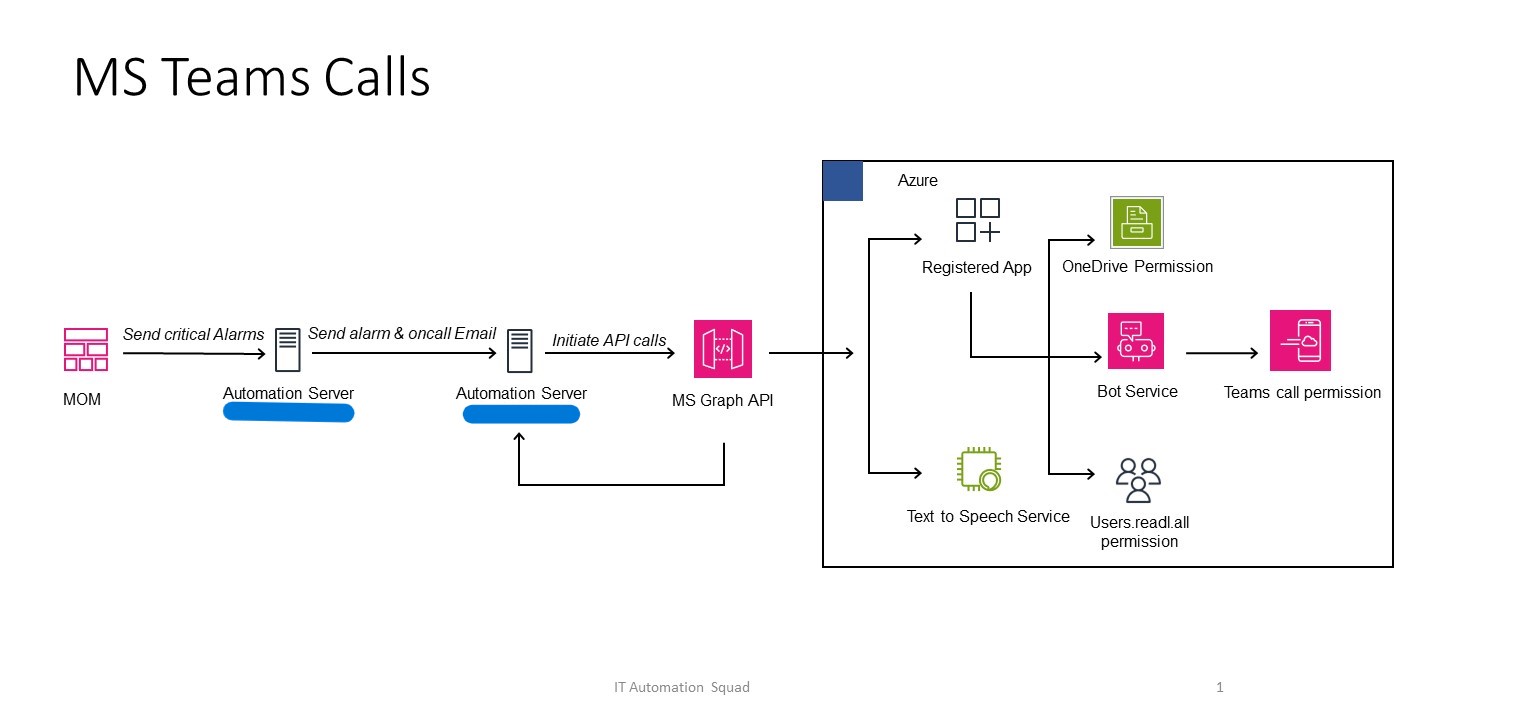 MS Teams Calls
Azure
Registered App
OneDrive Permission
Send critical Alarms
Send alarm & oncall Email
Initiate API calls
MOM
Automation Server
Automation Server
MS Graph API
Bot Service
Teams call permission
Text to Speech Service
Users.readl.all
permission
IT Automation Squad
1